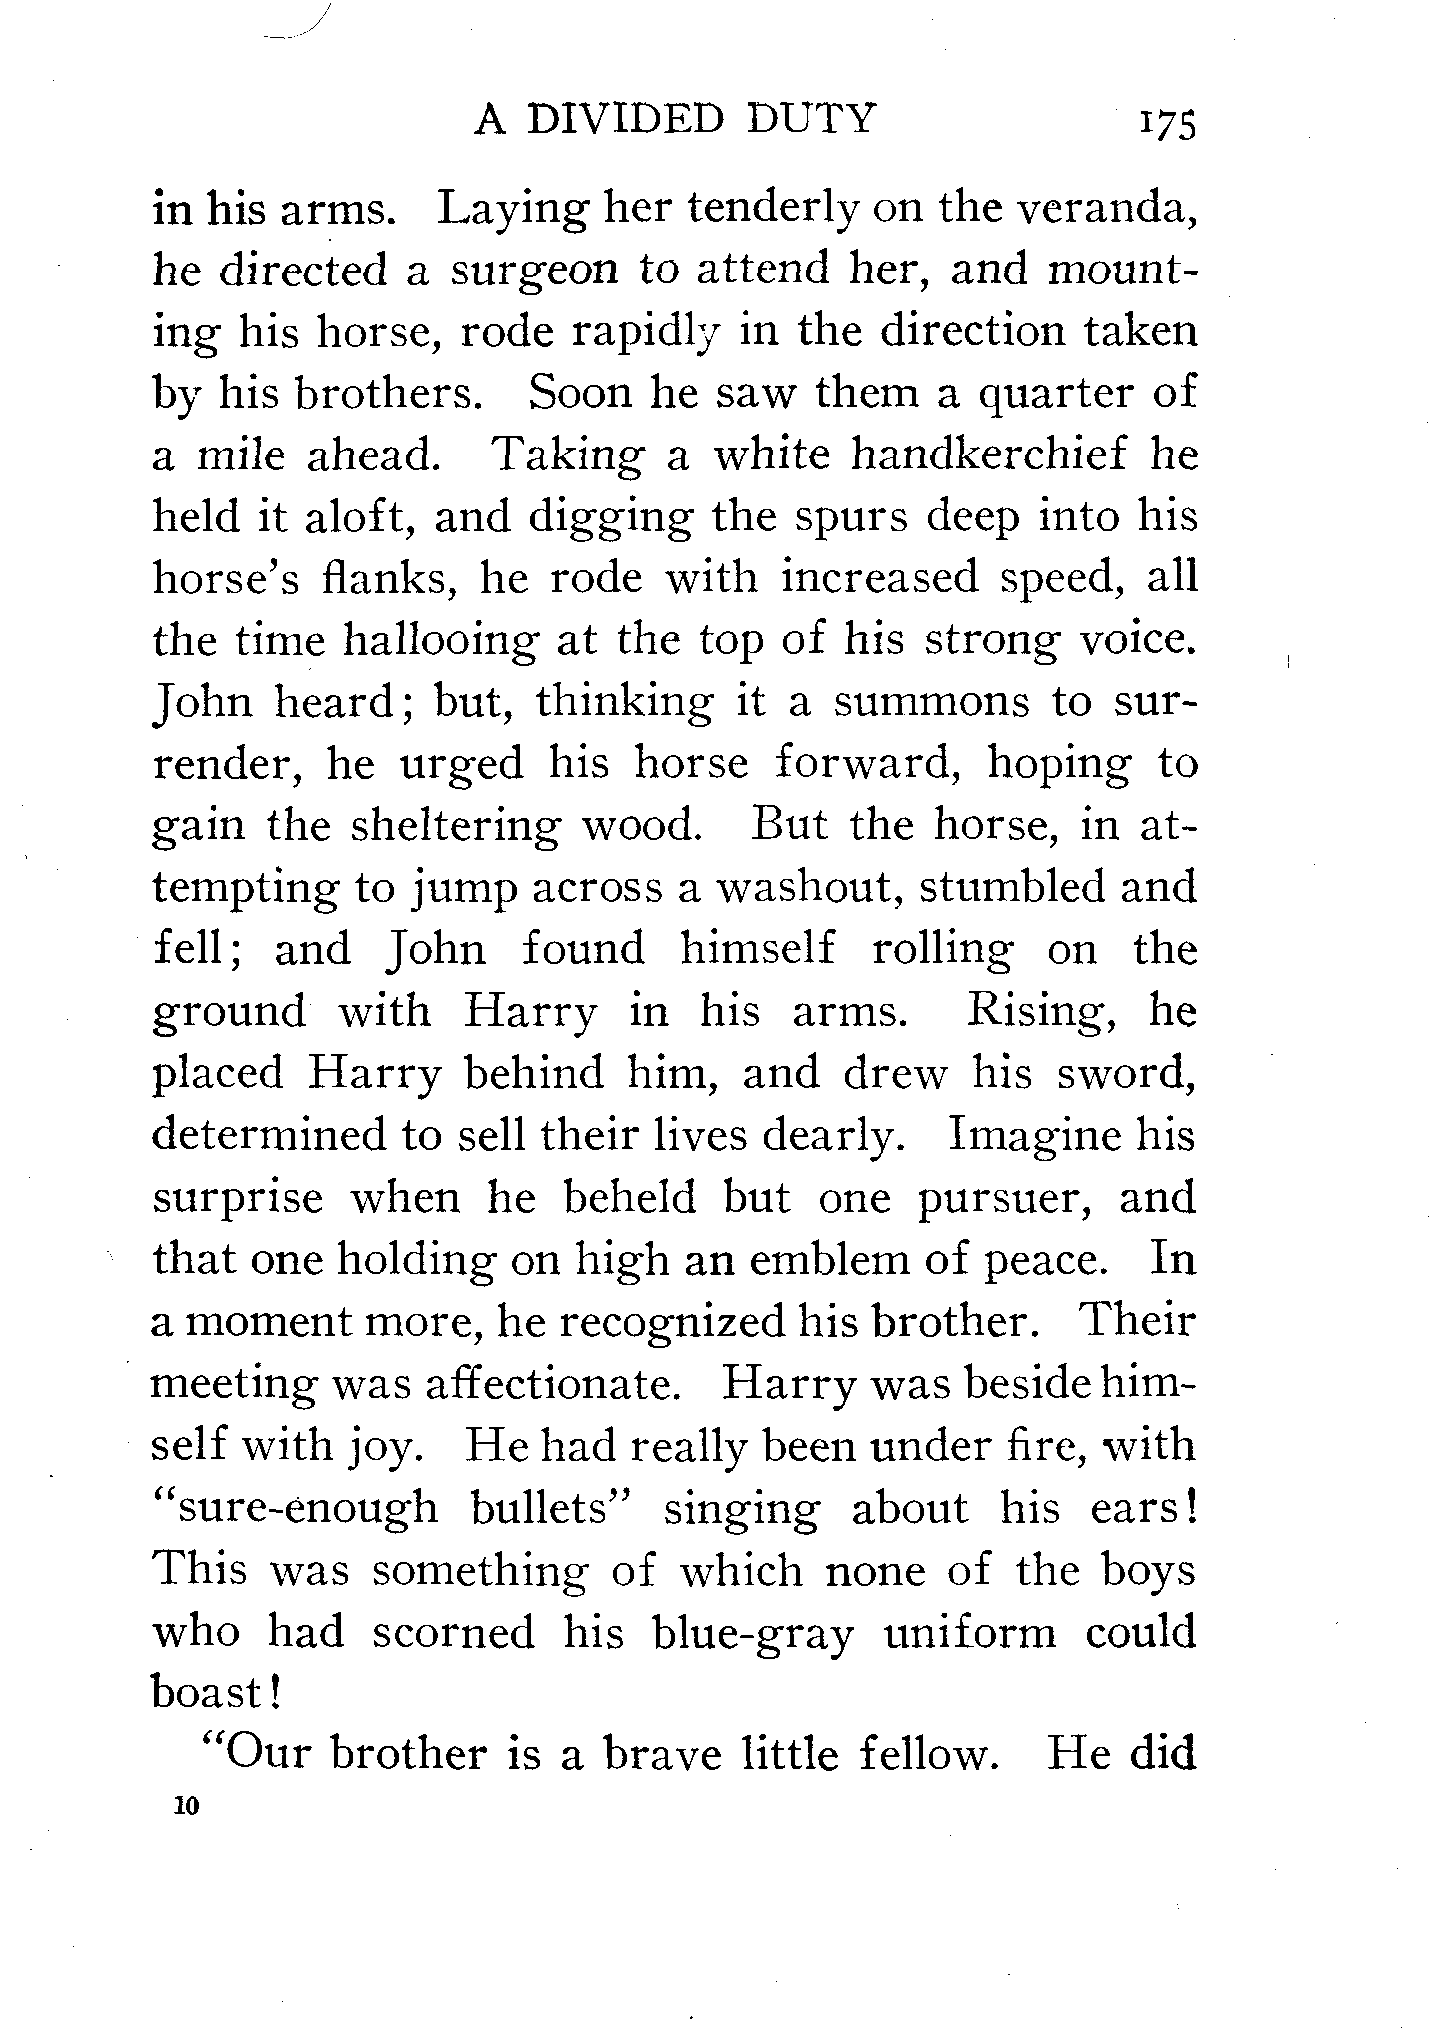 A DIVIDED DUTY 175
in his arms. Laying her tenderly on the veranda,
he directed a surgeon to attend her, and mount-
ing his horse, rode rapidly in the direction taken
by his brothers. Soon he saw them a quarter of
a mile ahead. Taking a white handkerchief he
held it aloft, and digging the spurs deep into his
horse's flanks, he rode with increased speed, all
the time hallooing at the top of his strong voice.
John heard; but, thinking it a summons to sur-
render, he urged his horse forward, hoping to
gain the sheltering wood. But the horse, in at-
tempting to jump across a washout, stumbled and
fell; and John found himself rolling on the
ground with Harry in his arms. Rising, he
placed Harry behind him, and drew his sword,
determined to sell their lives dearly. Imagine his
surprise when he beheld but one pursuer, and
that one holding on high an emblem of peace. In
a moment more, he recognized his brother. Their
meeting was affectionate. Harry was beside him-
self with joy. He had really been under fire, with
"sure-enough bullets" singing about his ears!
This was something of which none of the boys
who had scorned his blue-gray uniform could
boast!
"Our brother is a brave little fellow. He did
10